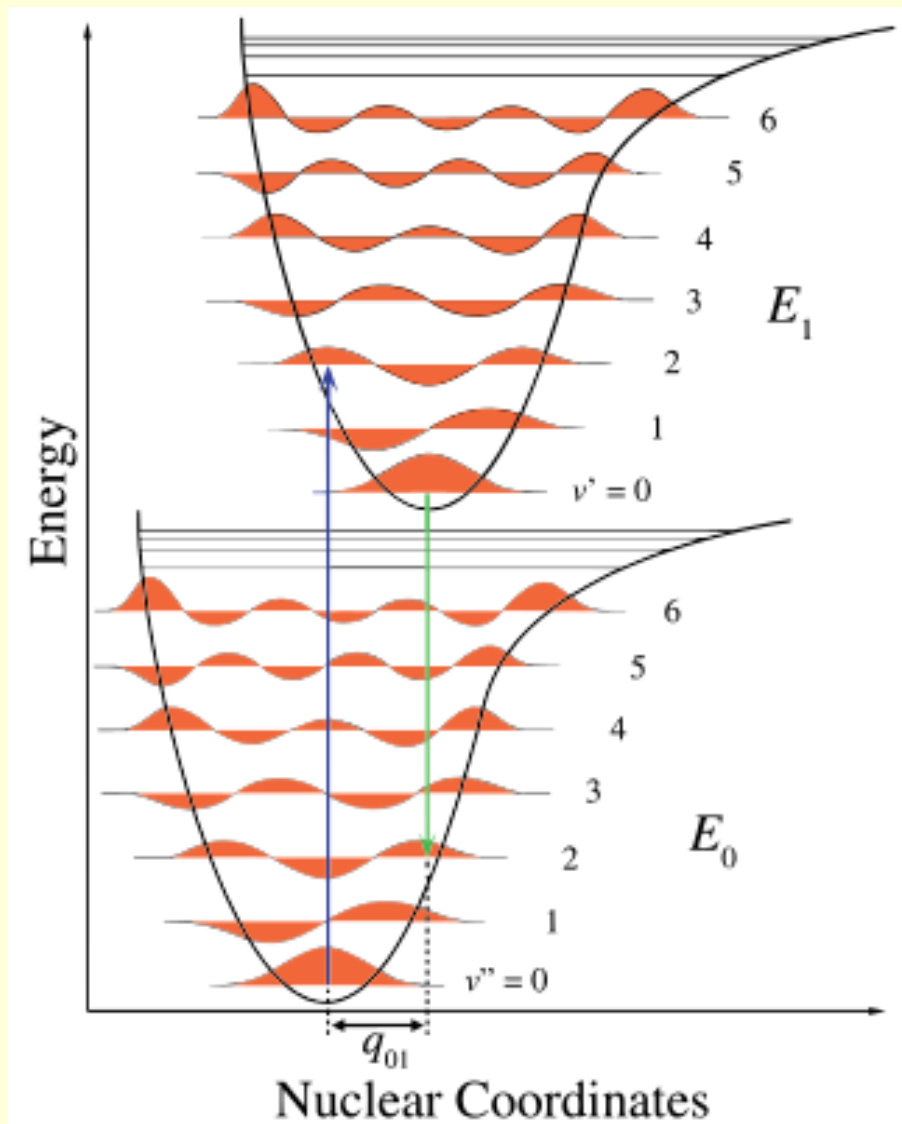 6
5
4
3
E₁
2
1
v' = 0
Energy
6
5
4
3
E₀
2
1
v'' = 0
q₀₁
Nuclear Coordinates